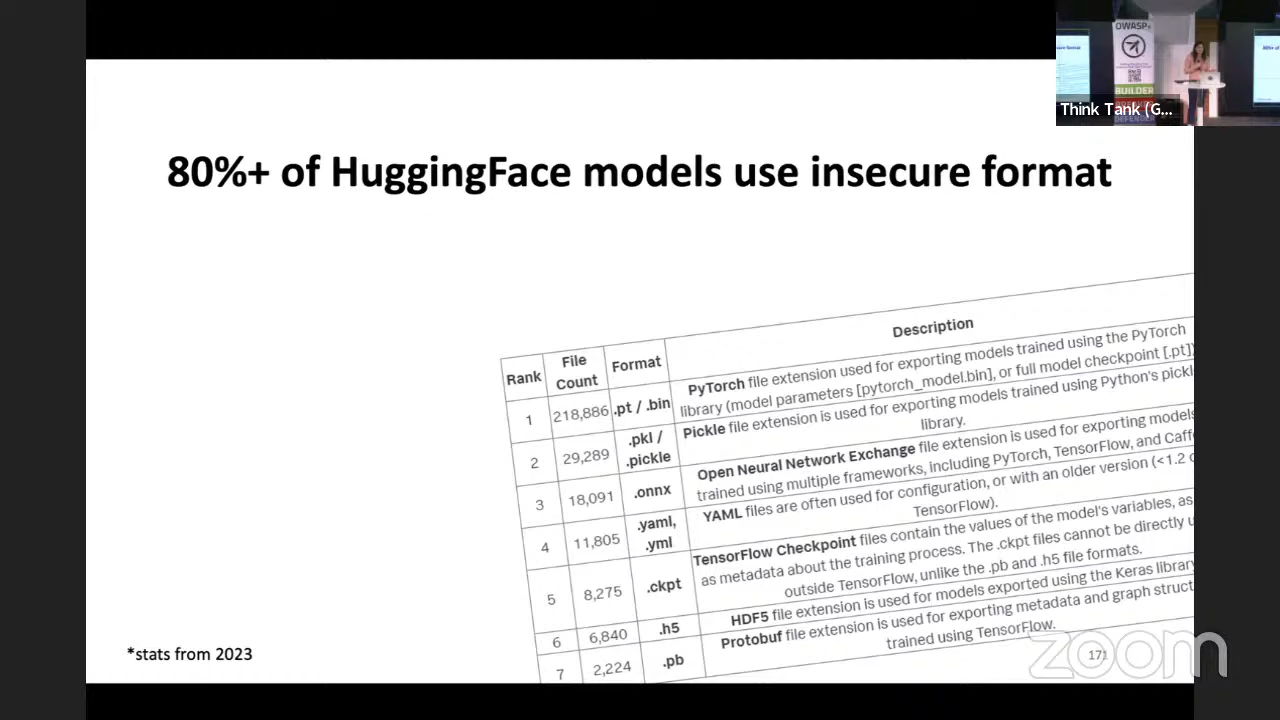 OWASP
BUILDER
BREAKER
DEFENDER
Think Tank (G...
80%+ of HuggingFace models use insecure format
Rank
File
Count
Format
Description
1
218,886
.pt / .bin
PyTorch file extension used for exporting models trained using the PyTorch
library (model parameters [pytorch_model.bin], or full model checkpoint [.pt])
2
29,289
.pkl /
.pickle
Pickle file extension is used for exporting models trained using Python's pickl
library.
3
18,091
.onnx
Open Neural Network Exchange file extension is used for exporting models
trained using multiple frameworks, including PyTorch, TensorFlow, and Caff
4
11,805
.yaml,
.yml
YAML files are often used for configuration, or with an older version (<1.2 o
TensorFlow).
5
8,275
.ckpt
TensorFlow Checkpoint files contain the values of the model's variables, as
as metadata about the training process. The .ckpt files cannot be directly u
outside TensorFlow, unlike the .pb and .h5 file formats.
6
6,840
.h5
HDF5 file extension is used for models exported using the Keras library
7
2,224
.pb
Protobuf file extension is used for exporting metadata and graph struct
trained using TensorFlow.
*stats from 2023
171
zoom